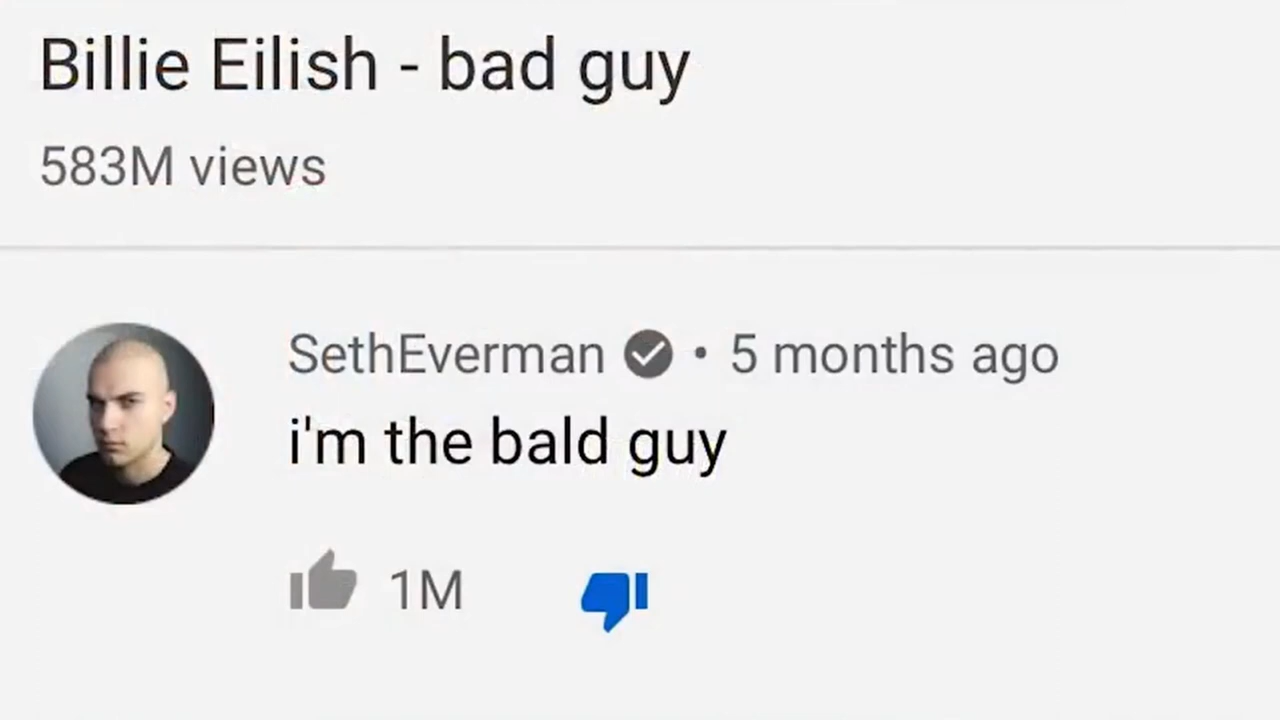 Billie Eilish - bad guy
583M views
SethEverman • 5 months ago
i'm the bald guy
1M